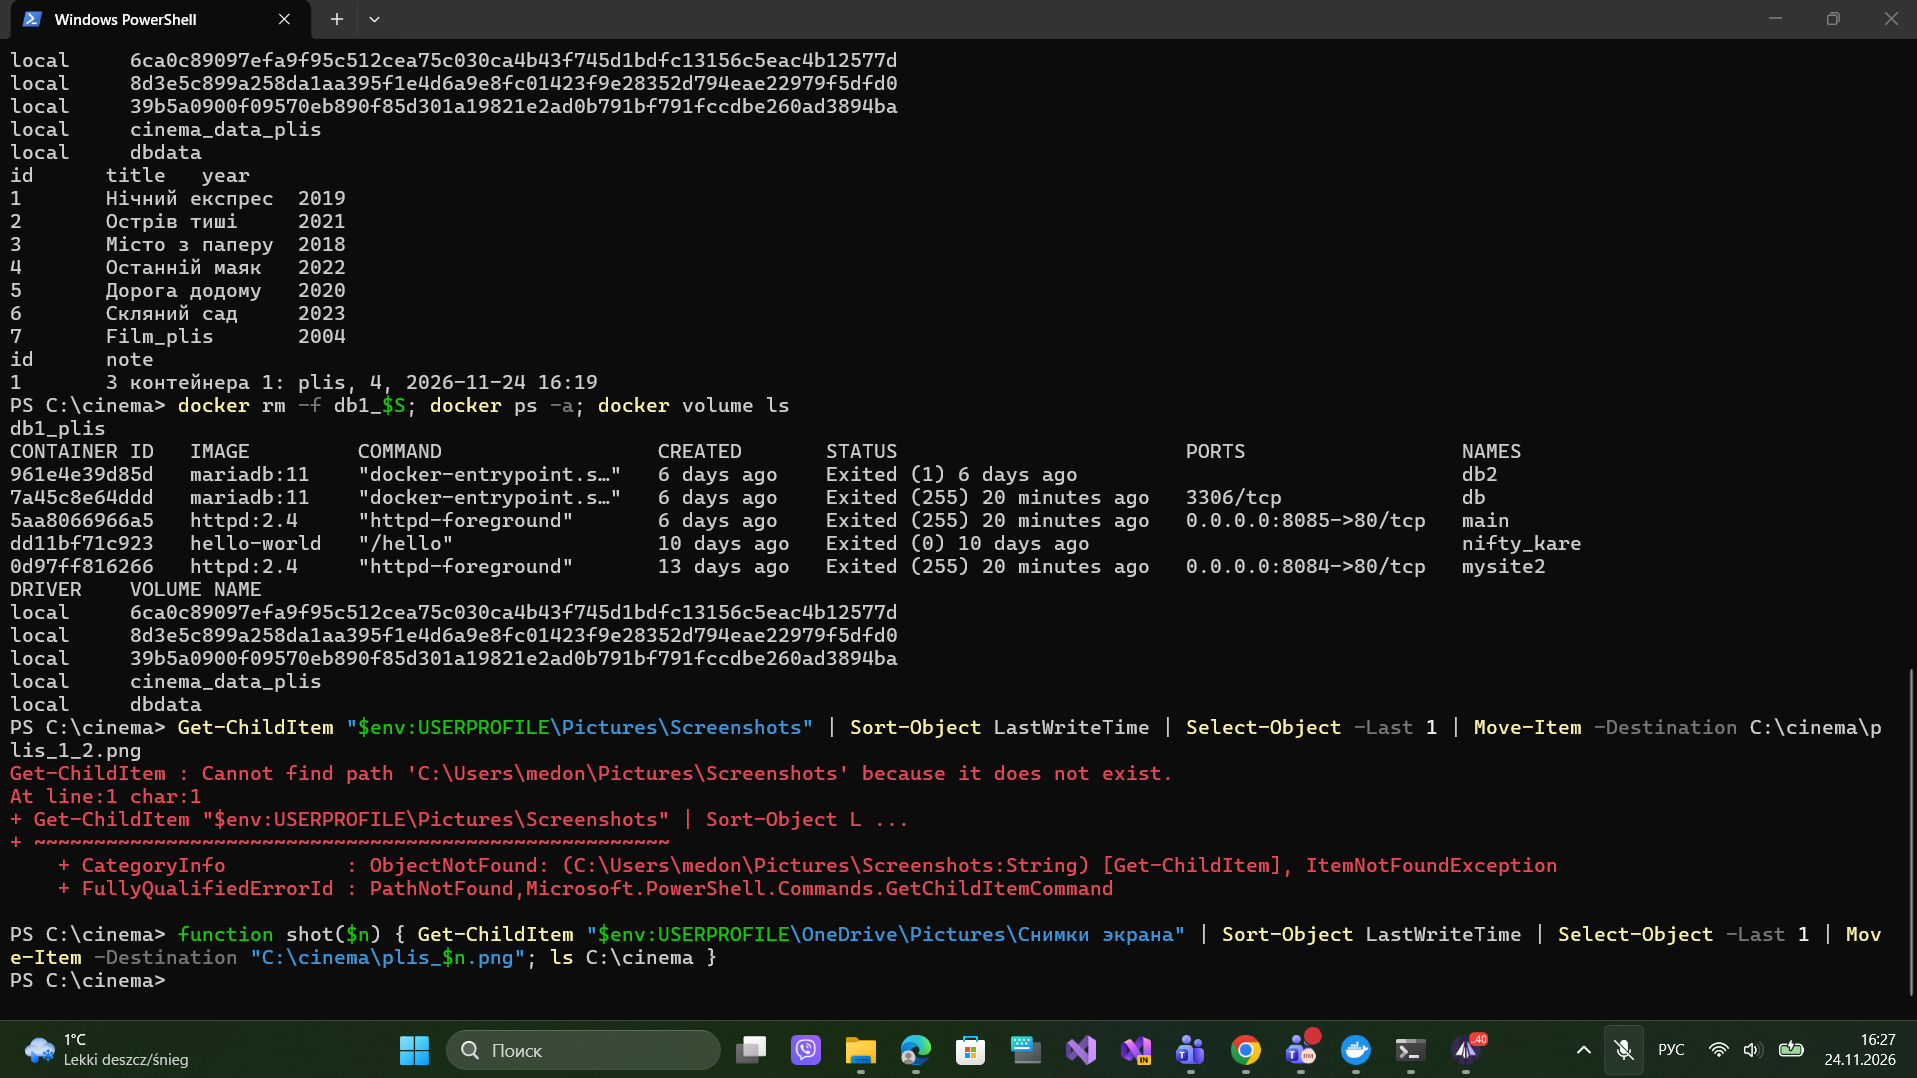 Windows PowerShell
local     6ca0c89097efa9f95c512cea75c030ca4b43f745d1bdfc13156c5eac4b12577d
local     8d3e5c899a258da1aa395f1e4d6a9e8fc01423f9e28352d794eae22979f5dfd0
local     39b5a0900f09570eb890f85d301a19821e2ad0b791bf791fccdbe260ad3894ba
local     cinema_data_plis
local     dbdata
id      title   year
1       Нічний експрес  2019
2       Острів тиші     2021
3       Місто з паперу  2018
4       Останній маяк   2022
5       Дорога додому   2020
6       Скляний сад     2023
7       Film_plis       2004
id      note
1       З контейнера 1: plis, 4, 2026-11-24 16:19
PS C:\cinema> docker rm -f db1_$S; docker ps -a; docker volume ls
db1_plis
CONTAINER ID   IMAGE         COMMAND                  CREATED       STATUS                        PORTS                  NAMES
961e4e39d85d   mariadb:11    "docker-entrypoint.s…"   6 days ago    Exited (1) 6 days ago                                db2
7a45c8e64ddd   mariadb:11    "docker-entrypoint.s…"   6 days ago    Exited (255) 20 minutes ago   3306/tcp               db
5aa8066966a5   httpd:2.4     "httpd-foreground"       6 days ago    Exited (255) 20 minutes ago   0.0.0.0:8085->80/tcp   main
dd11bf71c923   hello-world   "/hello"                 10 days ago   Exited (0) 10 days ago                               nifty_kare
0d97ff816266   httpd:2.4     "httpd-foreground"       13 days ago   Exited (255) 20 minutes ago   0.0.0.0:8084->80/tcp   mysite2
DRIVER    VOLUME NAME
local     6ca0c89097efa9f95c512cea75c030ca4b43f745d1bdfc13156c5eac4b12577d
local     8d3e5c899a258da1aa395f1e4d6a9e8fc01423f9e28352d794eae22979f5dfd0
local     39b5a0900f09570eb890f85d301a19821e2ad0b791bf791fccdbe260ad3894ba
local     cinema_data_plis
local     dbdata
PS C:\cinema> Get-ChildItem "$env:USERPROFILE\Pictures\Screenshots" | Sort-Object LastWriteTime | Select-Object -Last 1 | Move-Item -Destination C:\cinema\p
lis_1_2.png
Get-ChildItem : Cannot find path 'C:\Users\medon\Pictures\Screenshots' because it does not exist.
At line:1 char:1
+ Get-ChildItem "$env:USERPROFILE\Pictures\Screenshots" | Sort-Object L ...
+ ~~~~~~~~~~~~~~~~~~~~~~~~~~~~~~~~~~~~~~~~~~~~~~~~~~~~~
    + CategoryInfo          : ObjectNotFound: (C:\Users\medon\Pictures\Screenshots:String) [Get-ChildItem], ItemNotFoundException
    + FullyQualifiedErrorId : PathNotFound,Microsoft.PowerShell.Commands.GetChildItemCommand
PS C:\cinema> function shot($n) { Get-ChildItem "$env:USERPROFILE\OneDrive\Pictures\Снимки экрана" | Sort-Object LastWriteTime | Select-Object -Last 1 | Mov
e-Item -Destination "C:\cinema\plis_$n.png"; ls C:\cinema }
PS C:\cinema>
1°C
Lekki deszcz/śnieg
Поиск
IN
..40
РУС
16:27
24.11.2026